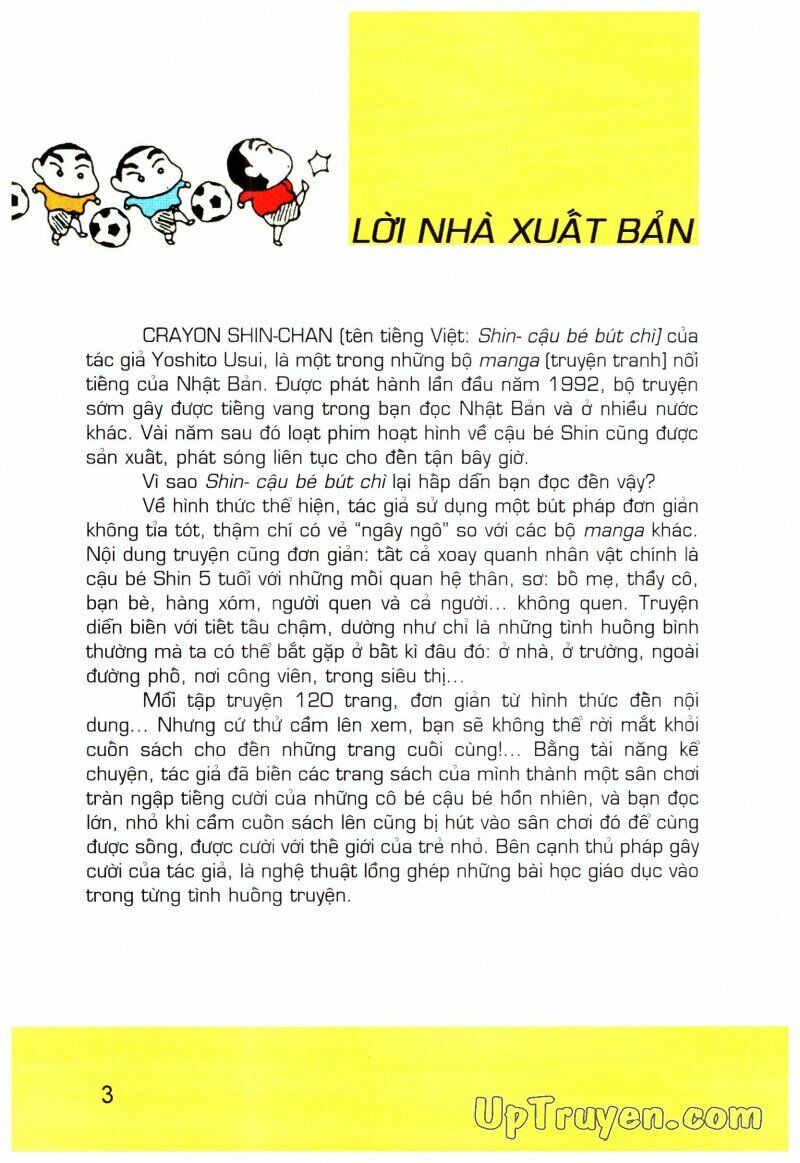 LỜI NHÀ XUẤT BẢN
CRAYON SHIN-CHAN (tên tiếng Việt: Shin- cậu bé bút chì) của
tác giả Yoshito Usui, là một trong những bộ manga (truyện tranh) nổi
tiếng của Nhật Bản. Được phát hành lần đầu năm 1992, bộ truyện
sớm gây được tiếng vang trong bạn đọc Nhật Bản và ở nhiều nước
khác. Vài năm sau đó loạt phim hoạt hình về cậu bé Shin cũng được
sản xuất, phát sóng liên tục cho đến tận bây giờ.
Vì sao Shin- cậu bé bút chì lại hấp dẫn bạn đọc đến vậy?
Về hình thức thể hiện, tác giả sử dụng một bút pháp đơn giản
không tỉa tót, thậm chí có vẻ “ngây ngô” so với các bộ manga khác.
Nội dung truyện cũng đơn giản: tất cả xoay quanh nhân vật chính là
cậu bé Shin 5 tuổi với những mối quan hệ thân, sơ: bố mẹ, thầy cô,
bạn bè, hàng xóm, người quen và cả người... không quen. Truyện
diễn biến với tiết tấu chậm, dường như chỉ là những tình huống bình
thường mà ta có thể bắt gặp ở bất kì đâu đó: ở nhà, ở trường, ngoài
đường phố, nơi công viên, trong siêu thị...
Mỗi tập truyện 120 trang, đơn giản từ hình thức đến nội
dung... Nhưng cứ thử cầm lên xem, bạn sẽ không thể rời mắt khỏi
cuốn sách cho đến những trang cuối cùng!... Bằng tài năng kể
chuyện, tác giả đã biến các trang sách của mình thành một sân chơi
tràn ngập tiếng cười của những cô bé cậu bé hồn nhiên, và bạn đọc
lớn, nhỏ khi cầm cuốn sách lên cũng bị hút vào sân chơi đó để cùng
được sống, được cười với thế giới của trẻ nhỏ. Bên cạnh thủ pháp gây
cười của tác giả, là nghệ thuật lồng ghép những bài học giáo dục vào
trong từng tình huống truyện.
3
UpTruyen.com